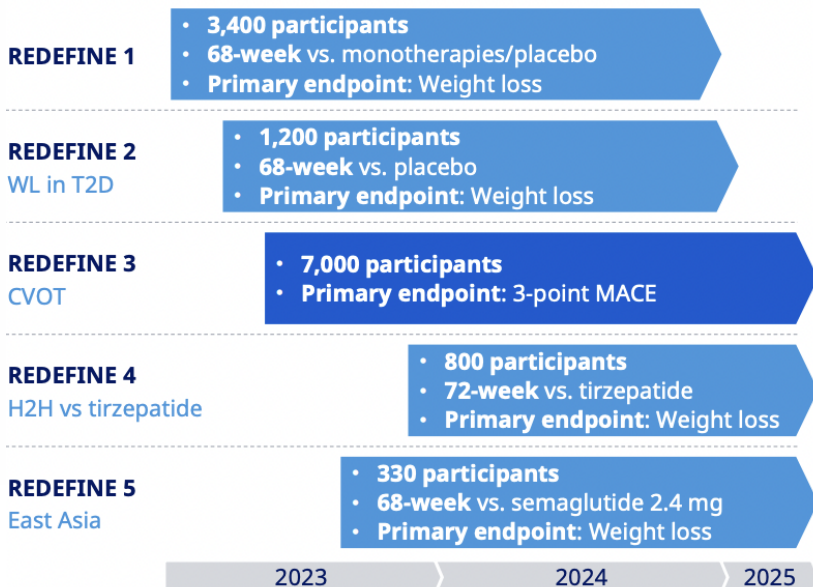 REDEFINE 1
• 3,400 participants
• 68-week vs. monotherapies/placebo
• Primary endpoint: Weight loss
REDEFINE 2
WL in T2D
• 1,200 participants
• 68-week vs. placebo
• Primary endpoint: Weight loss
REDEFINE 3
CVOT
• 7,000 participants
• Primary endpoint: 3-point MACE
REDEFINE 4
H2H vs tirzepatide
• 800 participants
• 72-week vs. tirzepatide
• Primary endpoint: Weight loss
REDEFINE 5
East Asia
• 330 participants
• 68-week vs. semaglutide 2.4 mg
• Primary endpoint: Weight loss
2023 2024 2025